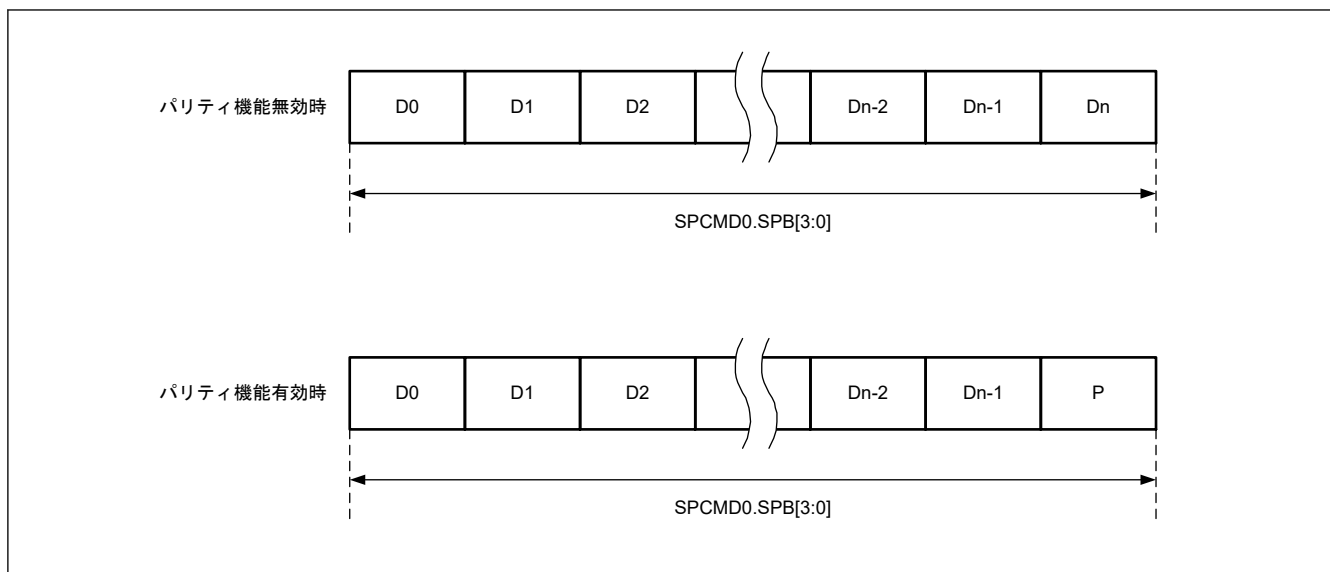 パリティ機能無効時 D0 D1 D2 Dn-2 Dn-1 Dn
SPCMD0.SPB[3:0]
パリティ機能有効時 D0 D1 D2 Dn-2 Dn-1 P
SPCMD0.SPB[3:0]